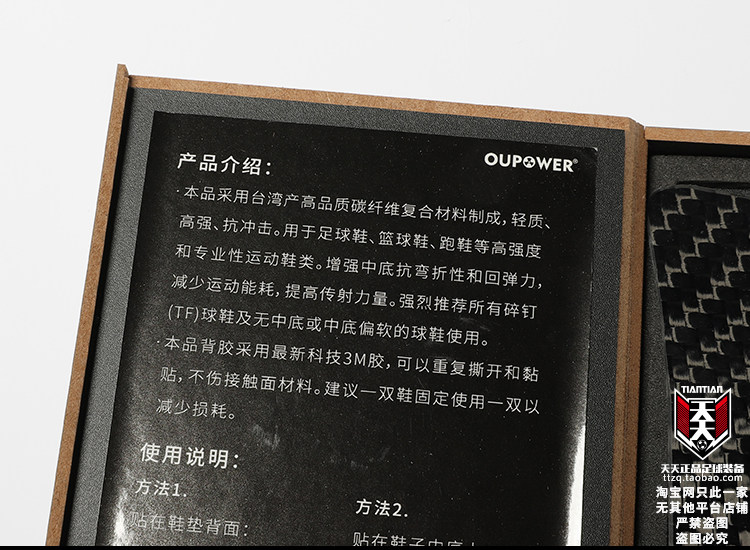 OUPOWER®
产品介绍：
·本品采用台湾产高品质碳纤维复合材料制成，轻质、
高强、抗冲击。用于足球鞋、篮球鞋、跑鞋等高强度
和专业性运动鞋类。增强中底抗弯折性和回弹力，
减少运动能耗，提高传射力量。强烈推荐所有碎钉
(TF)球鞋及无中底或中底偏软的球鞋使用。
·本品背胶采用最新科技3M胶，可以重复撕开和黏
贴，不伤接触面材料。建议一双鞋固定使用一双以
减少损耗。
使用说明：
方法1.
贴在鞋垫背面：
方法2.
贴在鞋子中底上
TIANTIAN
天天
天天正品足球装备
ttzq.taobao.com
淘宝网只此一家
无其他平台店铺
严禁盗图
盗图必究